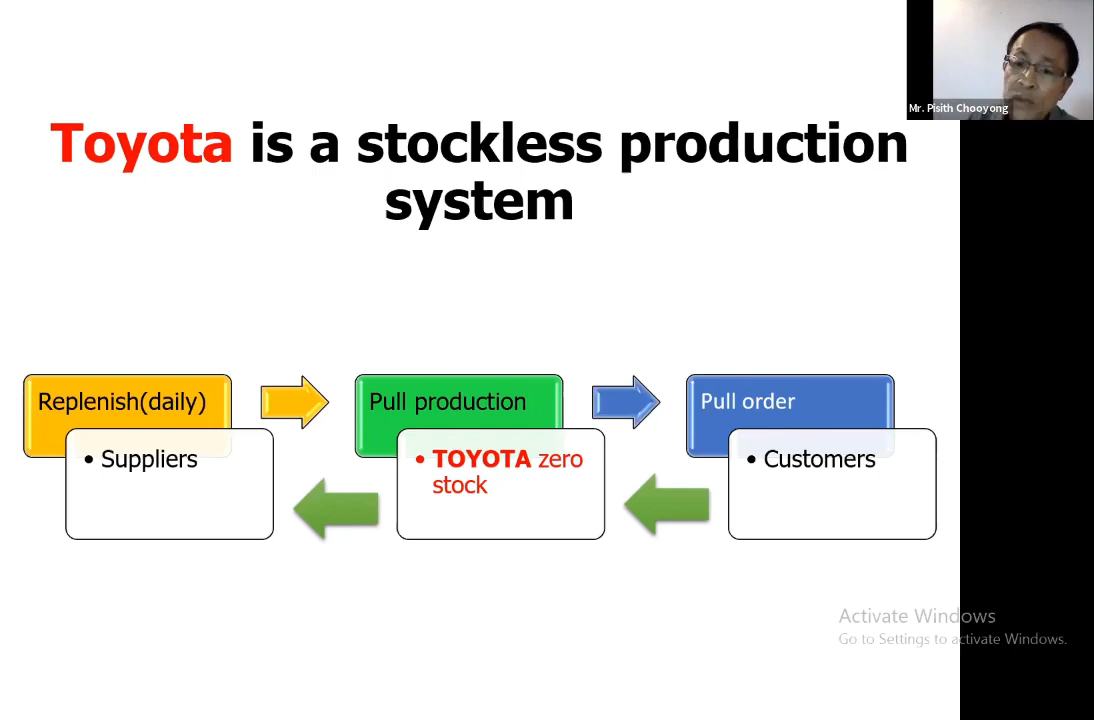 Mr. Pisith Chooyong
Toyota is a stockless production
system
Replenish(daily)
• Suppliers
Pull production
• TOYOTA zero
stock
Pull order
• Customers
Activate Windows
Go to Settings to activate Windows.